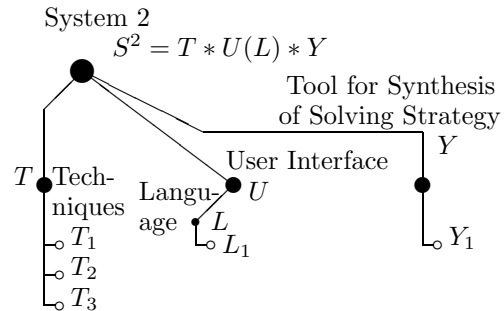 System 2
S² = T * U(L) * Y
Tool for Synthesis
of Solving Strategy
Y
User Interface
T
Tech-
niques
Langu-
age
U
L
T₁
L₁
Y₁
T₂
T₃